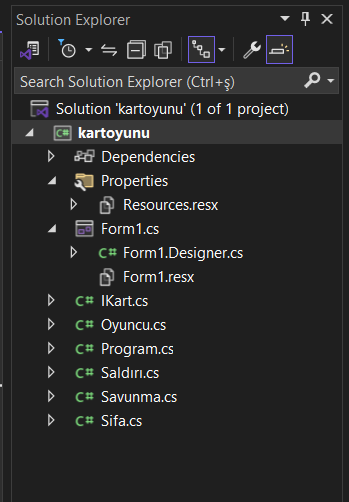 Solution Explorer
Search Solution Explorer (Ctrl+ş)
Solution 'kartoyunu' (1 of 1 project)
C# kartoyunu
Dependencies
Properties
Resources.resx
Form1.cs
C# Form1.Designer.cs
Form1.resx
C# IKart.cs
C# Oyuncu.cs
C# Program.cs
C# Saldırı.cs
C# Savunma.cs
C# Sifa.cs